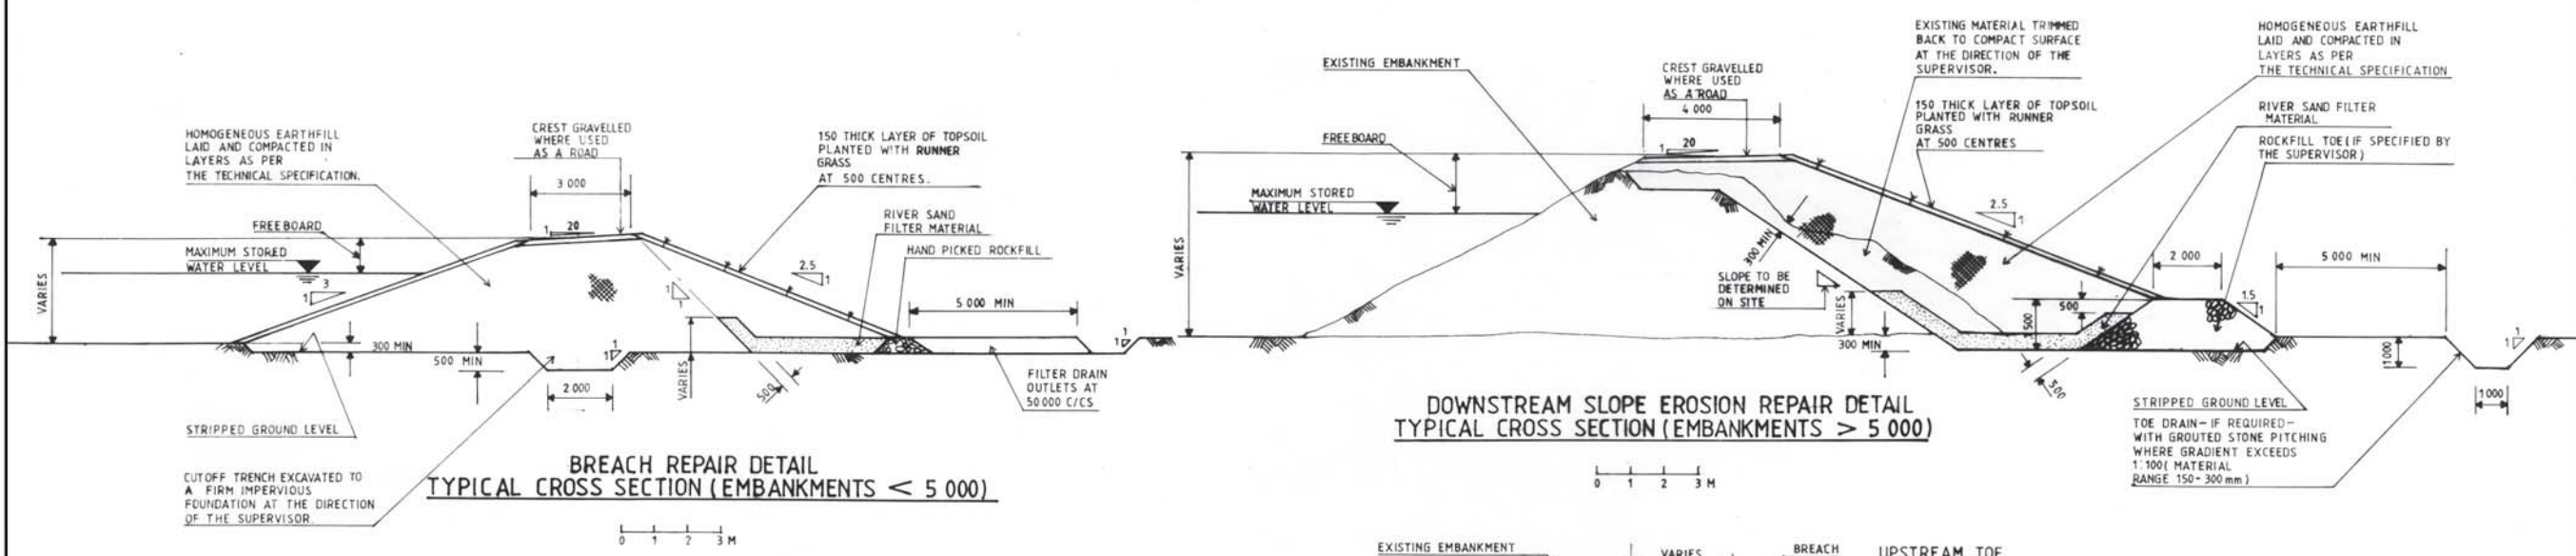 HOMOGENEOUS EARTHFILL
LAID AND COMPACTED IN
LAYERS AS PER
THE TECHNICAL SPECIFICATION.
CREST GRAVELLED
WHERE USED
AS A ROAD
3 000
150 THICK LAYER OF TOPSOIL
PLANTED WITH RUNNER
GRASS
AT 500 CENTRES.
FREEBOARD
1 20
RIVER SAND
FILTER MATERIAL
HAND PICKED ROCKFILL
MAXIMUM STORED
WATER LEVEL
VARIES
3
1
2.5
1
1
1
5 000 MIN
300 MIN
500 MIN
1
1
2 000
VARIES
500
1
1
FILTER DRAIN
OUTLETS AT
50 000 C/CS
STRIPPED GROUND LEVEL
CUTOFF TRENCH EXCAVATED TO
A FIRM IMPERVIOUS
FOUNDATION AT THE DIRECTION
OF THE SUPERVISOR.
BREACH REPAIR DETAIL
TYPICAL CROSS SECTION (EMBANKMENTS < 5 000)
0 1 2 3 M
EXISTING EMBANKMENT
CREST GRAVELLED
WHERE USED
AS A ROAD
4 000
EXISTING MATERIAL TRIMMED
BACK TO COMPACT SURFACE
AT THE DIRECTION OF THE
SUPERVISOR.
HOMOGENEOUS EARTHFILL
LAID AND COMPACTED IN
LAYERS AS PER
THE TECHNICAL SPECIFICATION
150 THICK LAYER OF TOPSOIL
PLANTED WITH RUNNER
GRASS
AT 500 CENTRES
RIVER SAND FILTER
MATERIAL
ROCKFILL TOE (IF SPECIFIED BY
THE SUPERVISOR)
FREEBOARD
1 20
MAXIMUM STORED
WATER LEVEL
VARIES
2.5
1
300 MIN
SLOPE TO BE
DETERMINED
ON SITE
VARIES
300 MIN
2 000
5 000 MIN
500
1.5
1
500
1000
1
1
1000
STRIPPED GROUND LEVEL
TOE DRAIN - IF REQUIRED -
WITH GROUTED STONE PITCHING
WHERE GRADIENT EXCEEDS
1:100 ( MATERIAL
RANGE 150-300 mm )
DOWNSTREAM SLOPE EROSION REPAIR DETAIL
TYPICAL CROSS SECTION (EMBANKMENTS > 5 000)
0 1 2 3 M
EXISTING EMBANKMENT
VARIES
BREACH
UPSTREAM TOE